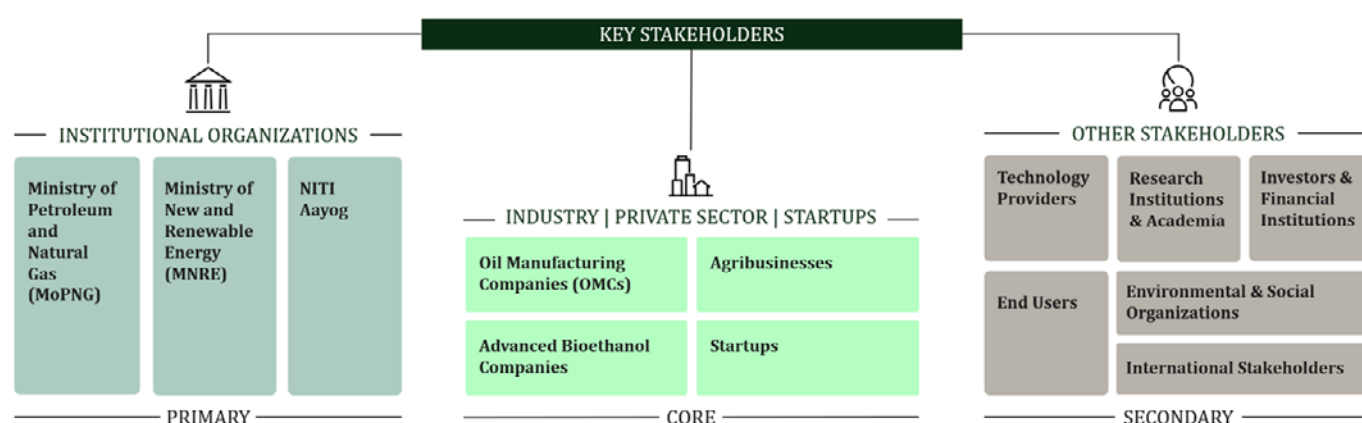 KEY STAKEHOLDERS
INSTITUTIONAL ORGANIZATIONS
Ministry of
Petroleum
and
Natural
Gas
(MoPNG)
Ministry of
New and
Renewable
Energy
(MNRE)
NITI
Aayog
PRIMARY
INDUSTRY | PRIVATE SECTOR | STARTUPS
Oil Manufacturing
Companies (OMCs)
Agribusinesses
Advanced Bioethanol
Companies
Startups
CORE
OTHER STAKEHOLDERS
Technology
Providers
Research
Institutions
& Academia
Investors &
Financial
Institutions
End Users
Environmental & Social
Organizations
International Stakeholders
SECONDARY